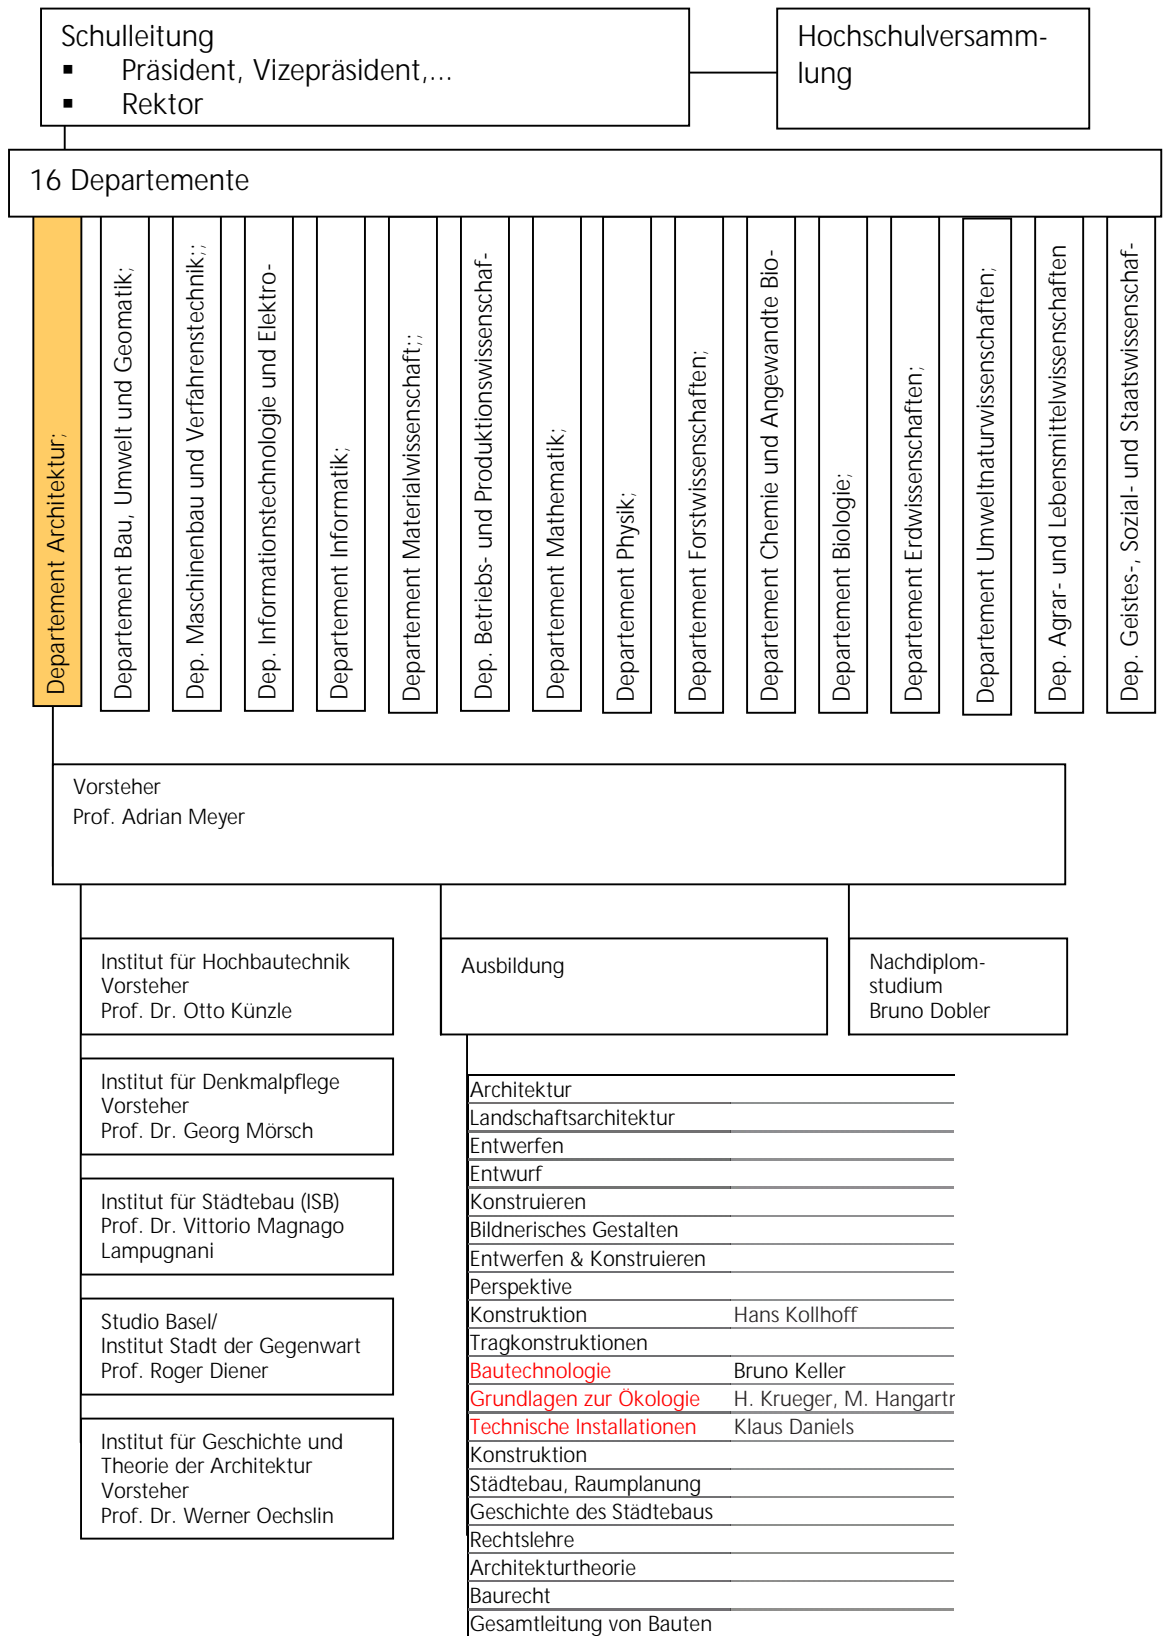 Schulleitung
▪ Präsident, Vizepräsident,...
▪ Rektor
Hochschulversamm-
lung
16 Departemente
Departement Architektur;
Departement Bau, Umwelt und Geomatik;
Dep. Maschinenbau und Verfahrenstechnik;;
Dep. Informationstechnologie und Elektro-
Departement Informatik;
Departement Materialwissenschaft;;
Dep. Betriebs- und Produktionswissenschaf-
Departement Mathematik;
Departement Physik;
Departement Forstwissenschaften;
Departement Chemie und Angewandte Bio-
Departement Biologie;
Departement Erdwissenschaften;
Departement Umweltnaturwissenschaften;
Dep. Agrar- und Lebensmittelwissenschaften
Dep. Geistes-, Sozial- und Staatswissenschaf-
Vorsteher
Prof. Adrian Meyer
Institut für Hochbautechnik
Vorsteher
Prof. Dr. Otto Künzle
Institut für Denkmalpflege
Vorsteher
Prof. Dr. Georg Mörsch
Institut für Städtebau (ISB)
Prof. Dr. Vittorio Magnago
Lampugnani
Studio Basel/
Institut Stadt der Gegenwart
Prof. Roger Diener
Institut für Geschichte und
Theorie der Architektur
Vorsteher
Prof. Dr. Werner Oechslin
Ausbildung
Nachdiplom-
studium
Bruno Dobler
Architektur
Landschaftsarchitektur
Entwerfen
Entwurf
Konstruieren
Bildnerisches Gestalten
Entwerfen & Konstruieren
Perspektive
Konstruktion Hans Kollhoff
Tragkonstruktionen
Bautechnologie Bruno Keller
Grundlagen zur Ökologie H. Krueger, M. Hangartr
Technische Installationen Klaus Daniels
Konstruktion
Städtebau, Raumplanung
Geschichte des Städtebaus
Rechtslehre
Architekturtheorie
Baurecht
Gesamtleitung von Bauten